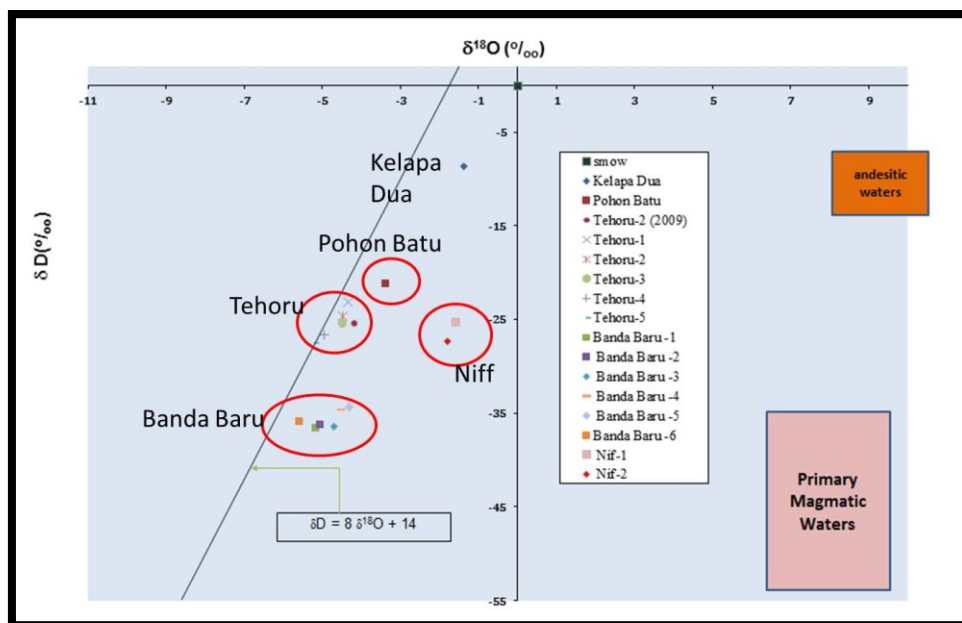 δ¹⁸O (º/ₒₒ)
-11 -9 -7 -5 -3 -1 1 3 5 7 9
-5
-15
-25
-35
-45
-55
δ D(º/ₒₒ)
Kelapa
Dua
Pohon Batu
Tehoru
Niff
Banda Baru
δD = 8 δ¹⁸O + 14
smow
Kelapa Dua
Pohon Batu
Tehoru-2 (2009)
Tehoru-1
Tehoru-2
Tehoru-3
Tehoru-4
Tehoru-5
Banda Baru -1
Banda Baru -2
Banda Baru -3
Banda Baru -4
Banda Baru -5
Banda Baru -6
Nif-1
Nif-2
andesitic
waters
Primary
Magmatic
Waters